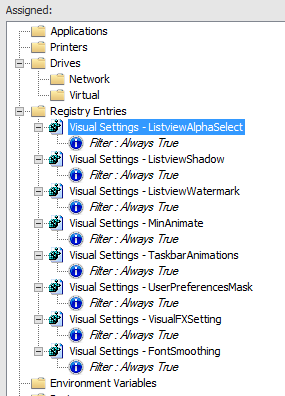 Assigned:
Applications
Printers
Drives
Network
Virtual
Registry Entries
Visual Settings - ListviewAlphaSelect
Filter : Always True
Visual Settings - ListviewShadow
Filter : Always True
Visual Settings - ListviewWatermark
Filter : Always True
Visual Settings - MinAnimate
Filter : Always True
Visual Settings - TaskbarAnimations
Filter : Always True
Visual Settings - UserPreferencesMask
Filter : Always True
Visual Settings - VisualFXSetting
Filter : Always True
Visual Settings - FontSmoothing
Filter : Always True
Environment Variables